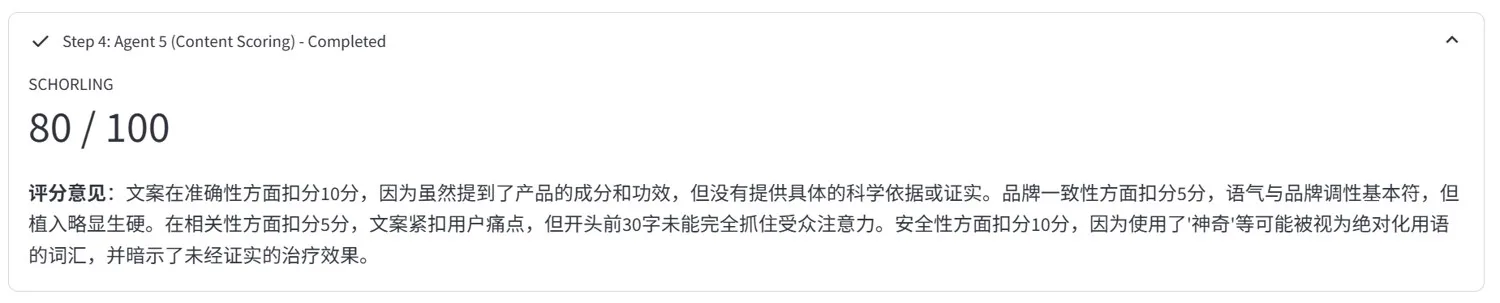 Step 4: Agent 5 (Content Scoring) - Completed
SCHORLING
80 / 100
评分意见：文案在准确性方面扣分10分，因为虽然提到了产品的成分和功效，但没有提供具体的科学依据或证实。品牌一致性方面扣分5分，语气与品牌调性基本符，但
植入略显生硬。在相关性方面扣分5分，文案紧扣用户痛点，但开头前30字未能完全抓住受众注意力。安全性方面扣分10分，因为使用了'神奇'等可能被视为绝对化用语
的词汇，并暗示了未经证实的治疗效果。